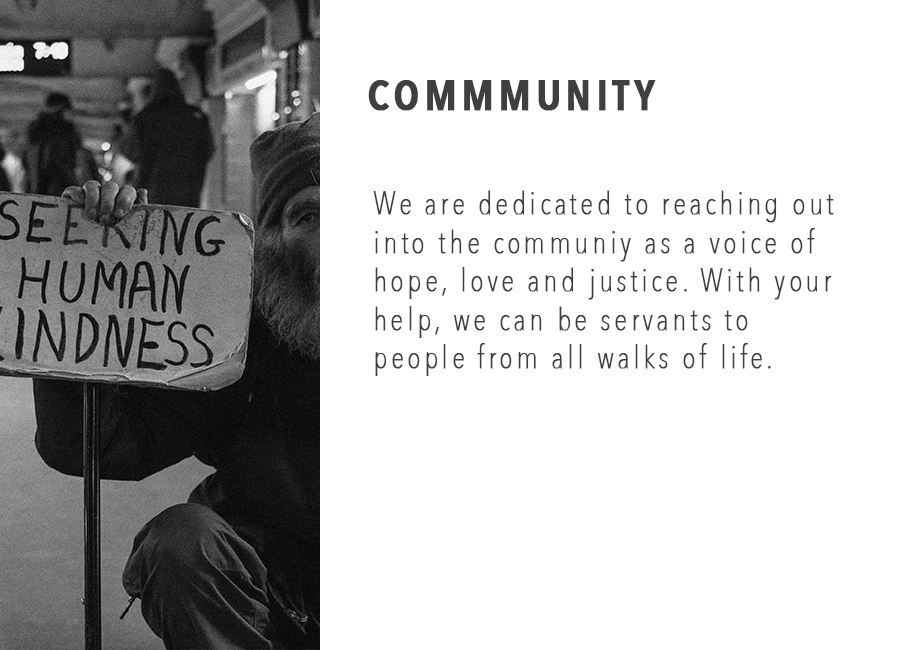 SEEKING
HUMAN
KINDNESS
COMMMUNITY
We are dedicated to reaching out
into the communiy as a voice of
hope, love and justice. With your
help, we can be servants to
people from all walks of life.